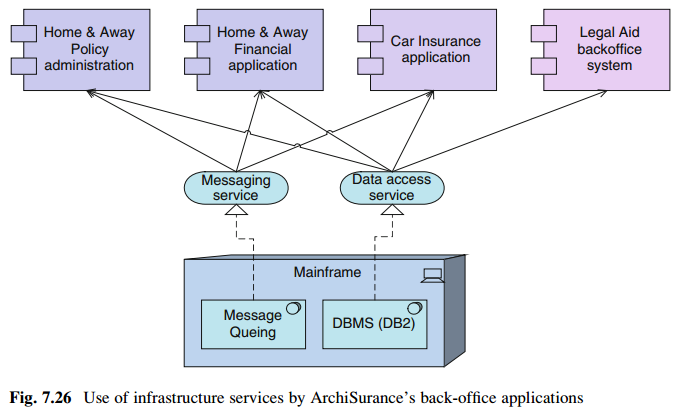 Home & Away
Policy
administration
Home & Away
Financial
application
Car Insurance
application
Legal Aid
backoffice
system
Messaging
service
Data access
service
Mainframe
Message
Queing
DBMS (DB2)
Fig. 7.26 Use of infrastructure services by ArchiSurance's back-office applications